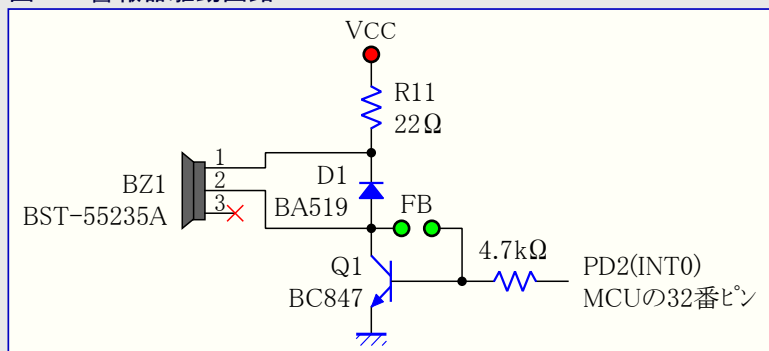 VCC
R11
22Ω
1
2
3
BZ1
BST-55235A
D1
BA519
FB
Q1
BC847
4.7kΩ
PD2(INT0)
MCUの32番ピン